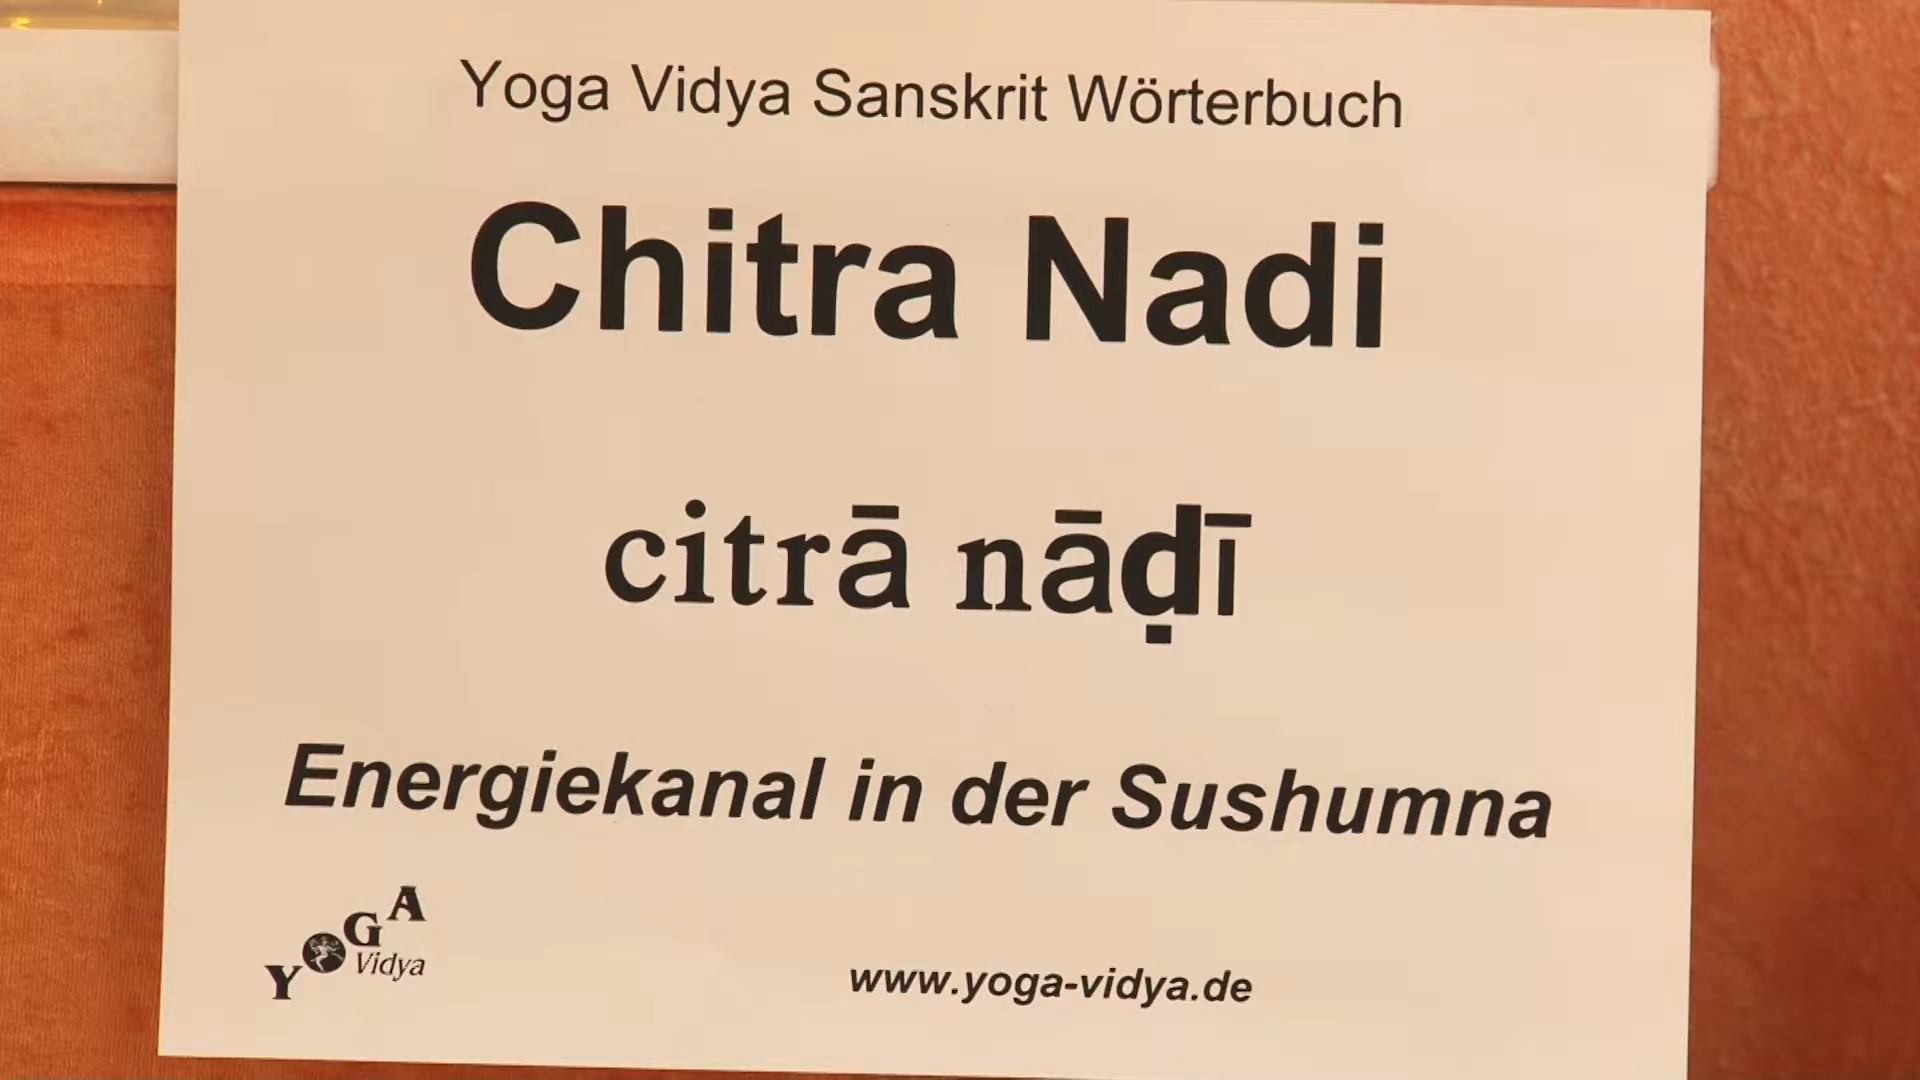 Yoga Vidya Sanskrit Wörterbuch
Chitra Nadi
citrā nāḍī
Energiekanal in der Sushumna
YOGA
Vidya
www.yoga-vidya.de